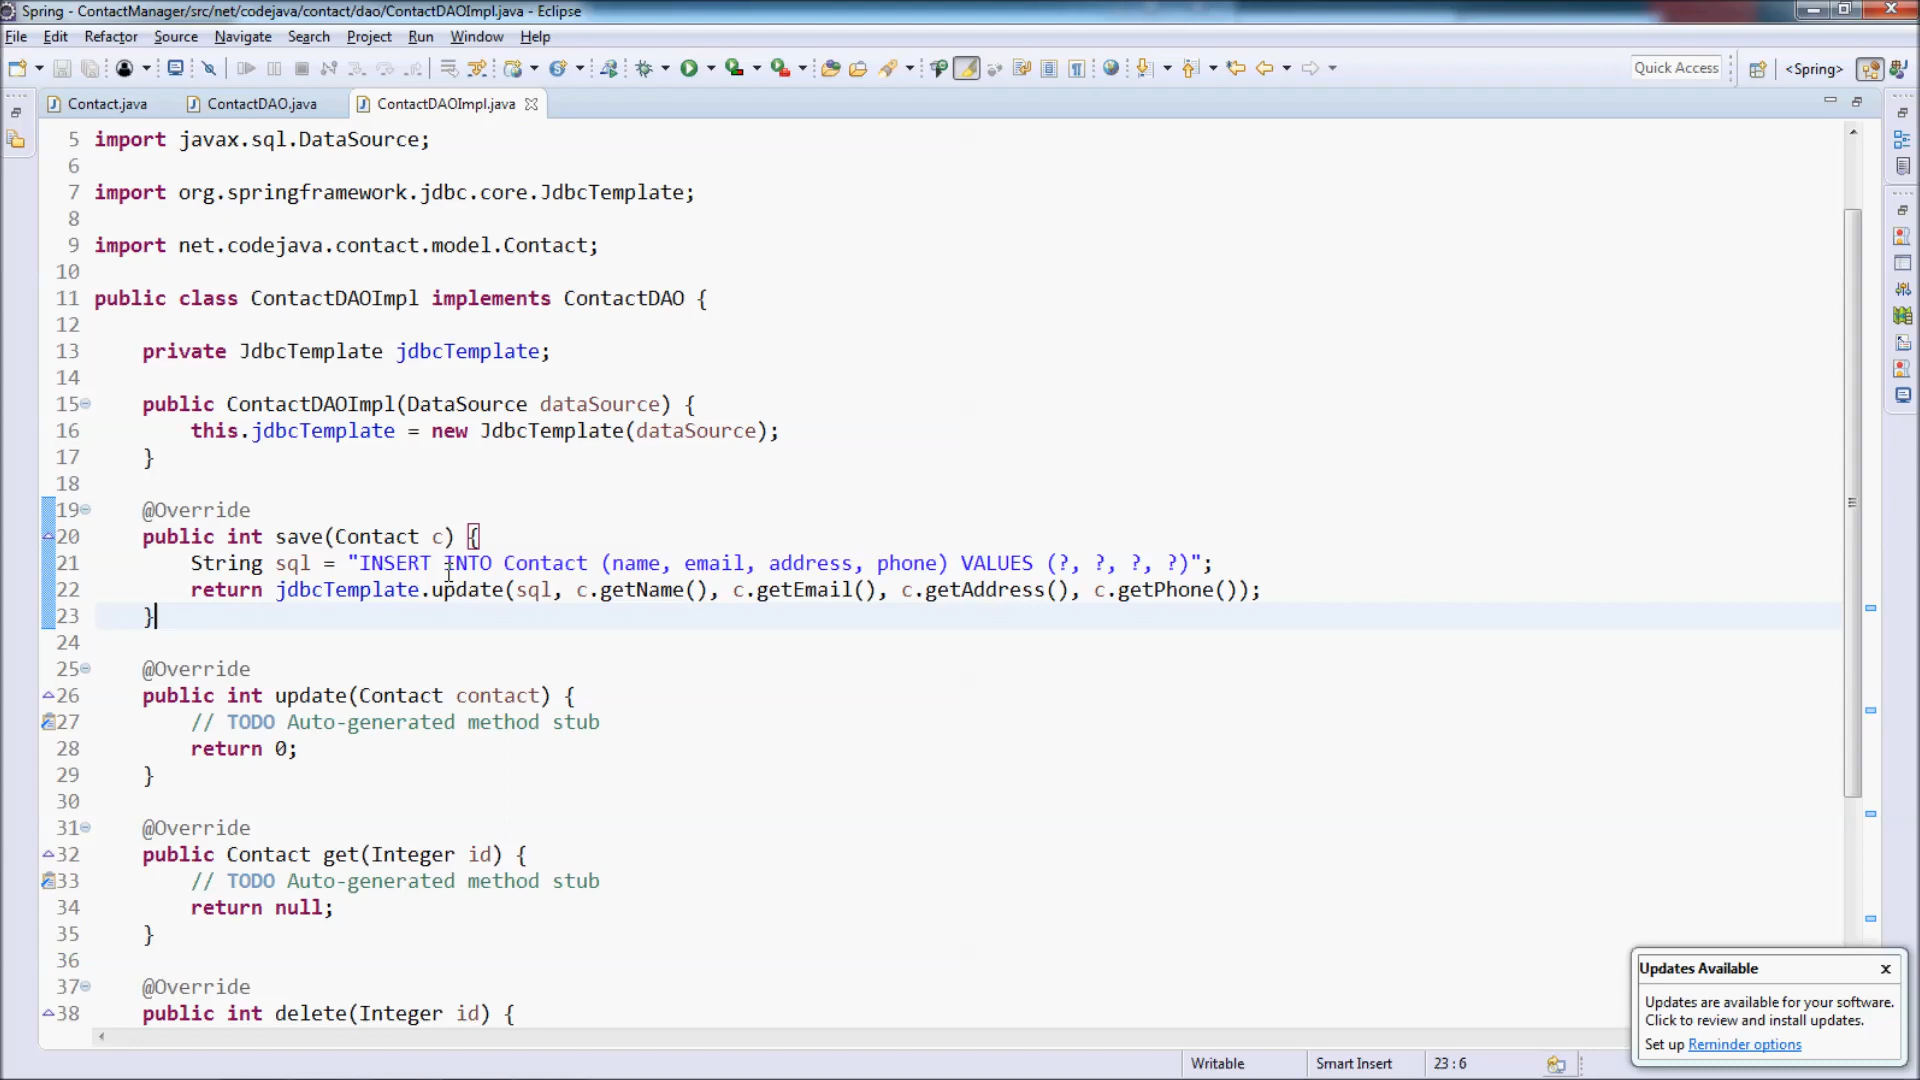 Spring - ContactManager/src/net/codejava/contact/dao/ContactDAOImpl.java - Eclipse
File Edit Refactor Source Navigate Search Project Run Window Help
Quick Access <Spring>
Contact.java ContactDAO.java ContactDAOImpl.java
5 import javax.sql.DataSource;
6
7 import org.springframework.jdbc.core.JdbcTemplate;
8
9 import net.codejava.contact.model.Contact;
10
11 public class ContactDAOImpl implements ContactDAO {
12
13 private JdbcTemplate jdbcTemplate;
14
15 public ContactDAOImpl(DataSource dataSource) {
16 this.jdbcTemplate = new JdbcTemplate(dataSource);
17 }
18
19 @Override
20 public int save(Contact c) {
21 String sql = "INSERT INTO Contact (name, email, address, phone) VALUES (?, ?, ?, ?)";
22 return jdbcTemplate.update(sql, c.getName(), c.getEmail(), c.getAddress(), c.getPhone());
23 }
24
25 @Override
26 public int update(Contact contact) {
27 // TODO Auto-generated method stub
28 return 0;
29 }
30
31 @Override
32 public Contact get(Integer id) {
33 // TODO Auto-generated method stub
34 return null;
35 }
36
37 @Override
38 public int delete(Integer id) {
Updates Available
Updates are available for your software.
Click to review and install updates.
Set up Reminder options
Writable Smart Insert 23 : 6